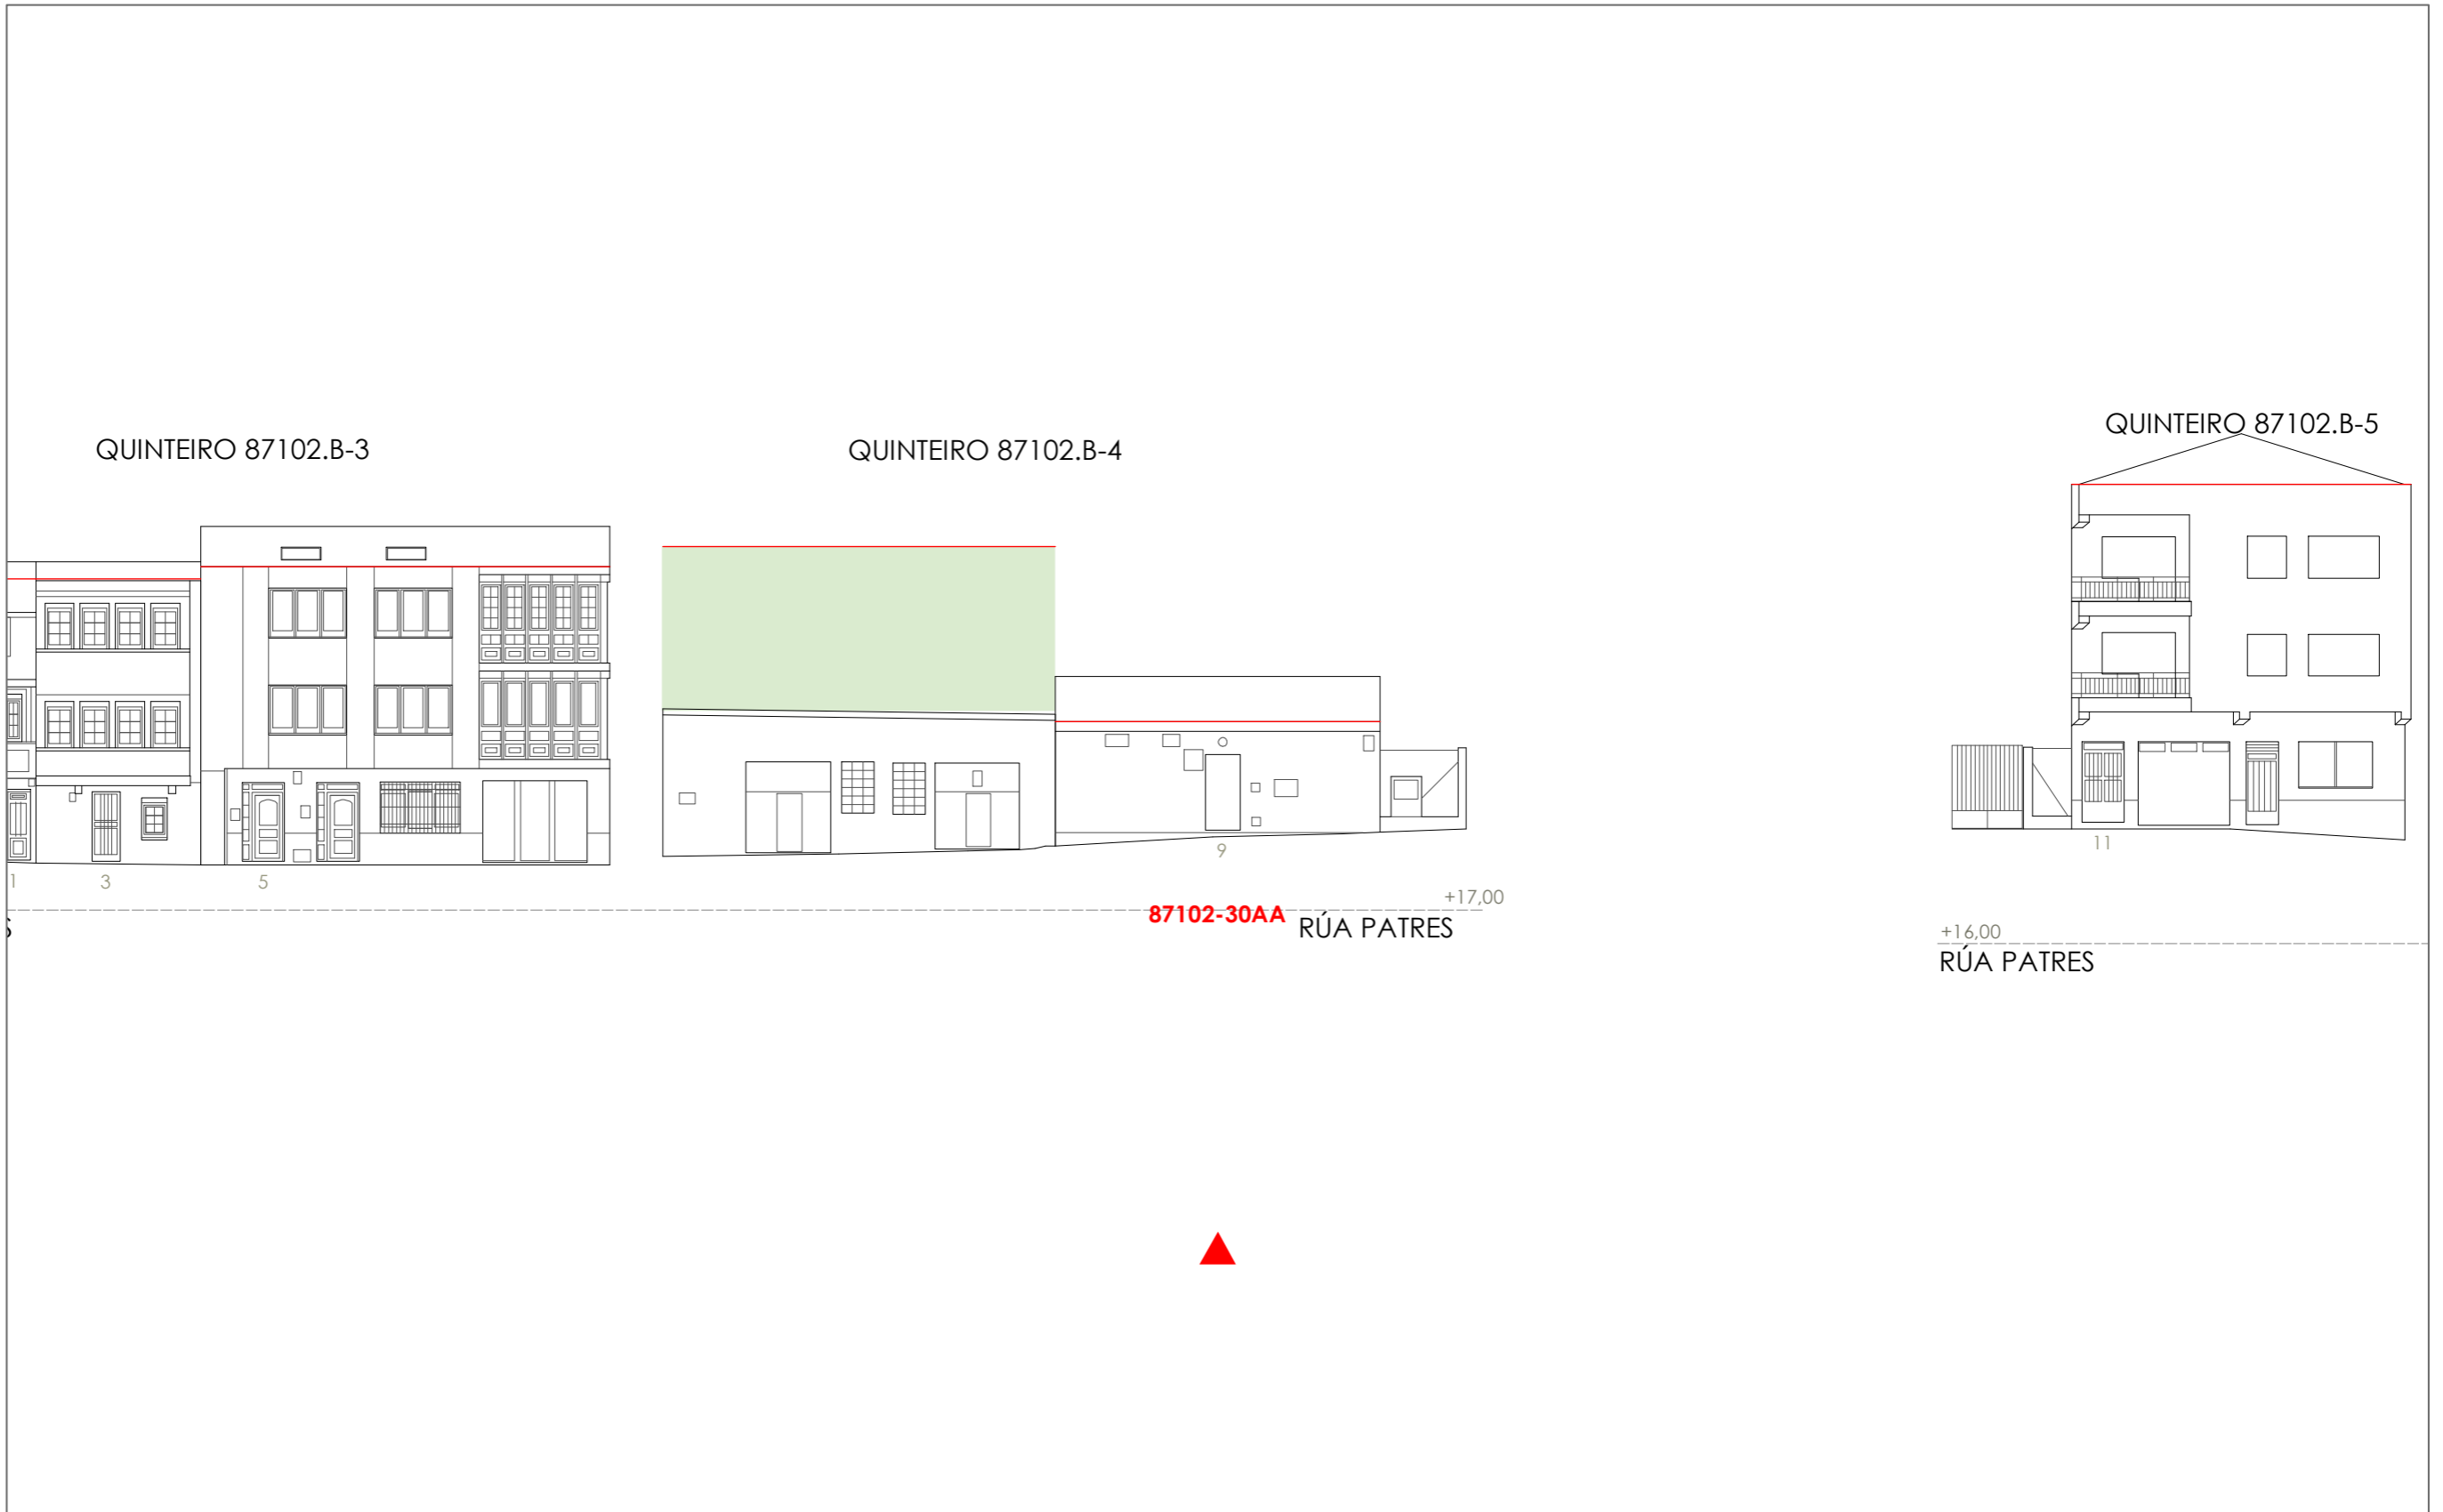 QUINTEIRO 87102.B-3
QUINTEIRO 87102.B-4
QUINTEIRO 87102.B-5
1
3
5
9
11
87102-30AA
+17,00
RÚA PATRES
+16,00
RÚA PATRES